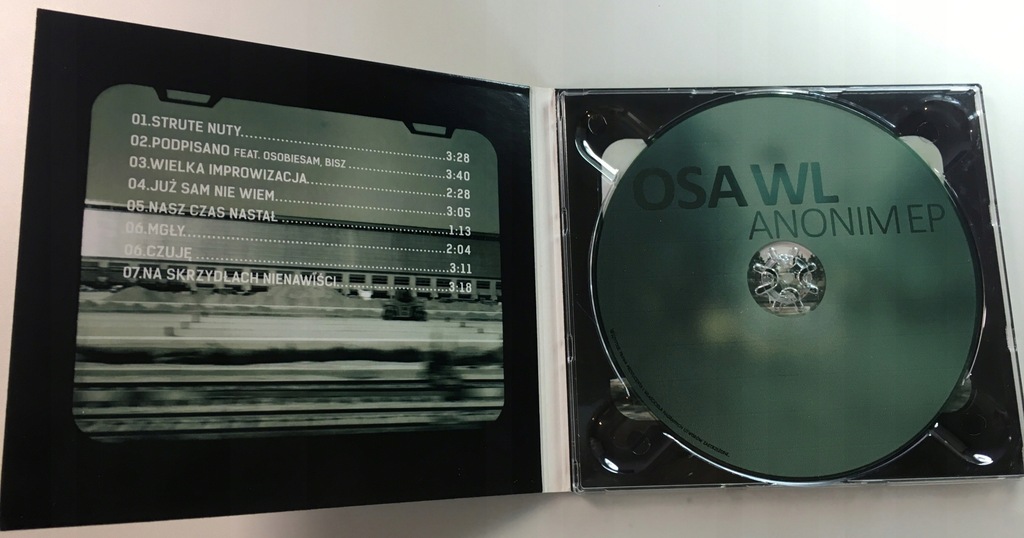 01.STRUTE NUTY..............................3:28
02.PODPISANO FEAT. OSOBIESAM, BISZ..............................3:40
03.WIELKA IMPROWIZACJA..............................2:28
04.JUŻ SAM NIE WIEM..............................3:05
05.NASZ CZAS NASTAŁ..............................1:13
06.MGŁY..............................2:04
06.CZUJĘ..............................3:11
07.NA SKRZYDŁACH NIENAWIŚCI..............................3:18
OSA WL
ANONIM EP